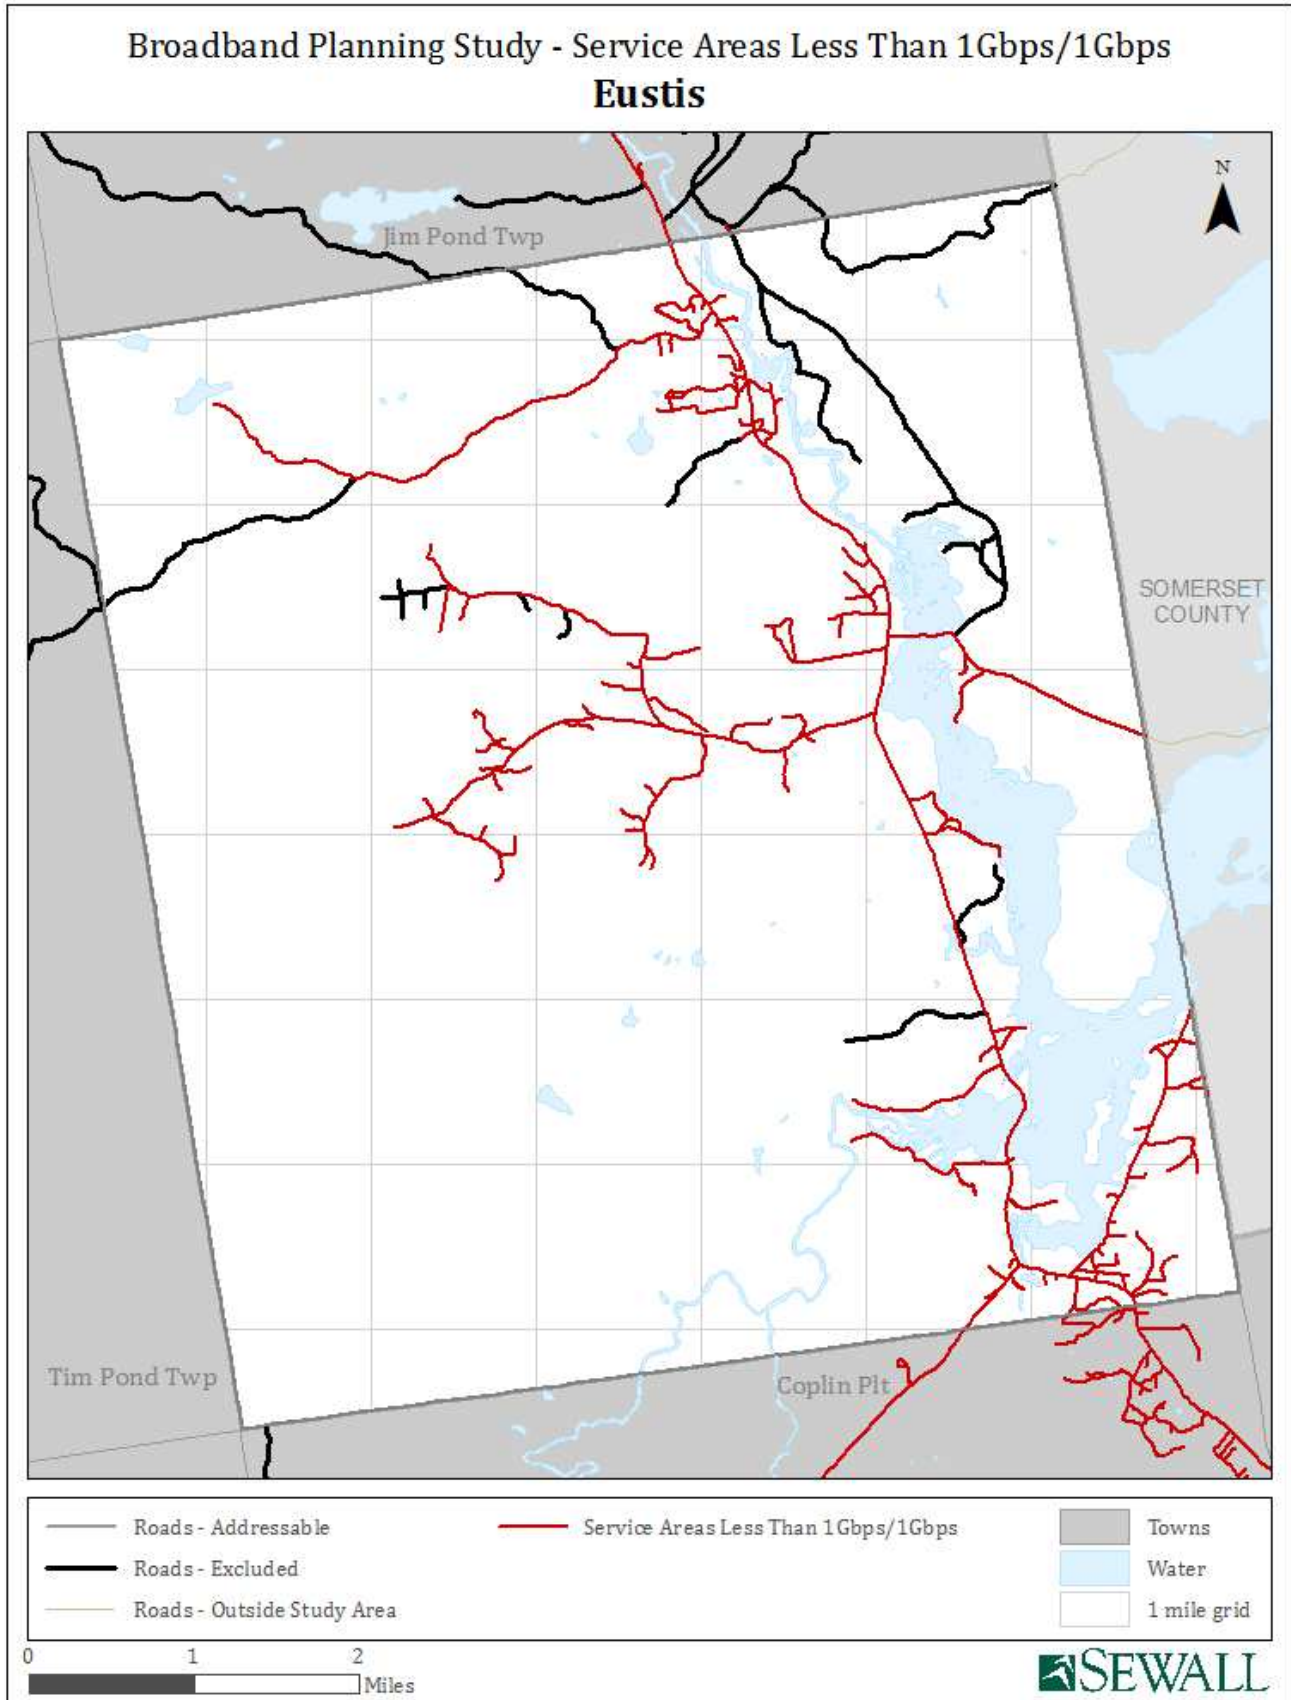 Broadband Planning Study - Service Areas Less Than 1Gbps/1Gbps
Eustis
N
Jim Pond Twp
SOMERSET
COUNTY
Tim Pond Twp
Coplin Plt
Roads - Addressable
Roads - Excluded
Roads - Outside Study Area
Service Areas Less Than 1Gbps/1Gbps
Towns
Water
1 mile grid
0 1 2
Miles
SEWALL